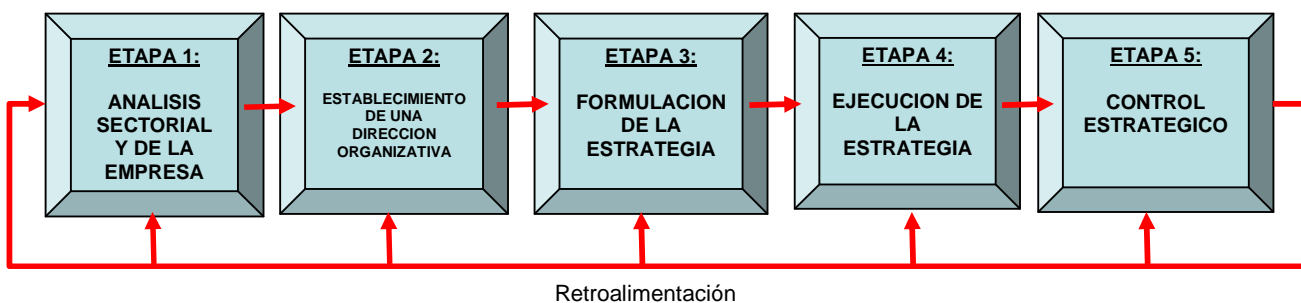 ETAPA 1:
ANALISIS
SECTORIAL
Y DE LA
EMPRESA
ETAPA 2:
ESTABLECIMIENTO
DE UNA
DIRECCION
ORGANIZATIVA
ETAPA 3:
FORMULACION
DE LA
ESTRATEGIA
ETAPA 4:
EJECUCION DE
LA
ESTRATEGIA
ETAPA 5:
CONTROL
ESTRATEGICO
Retroalimentación